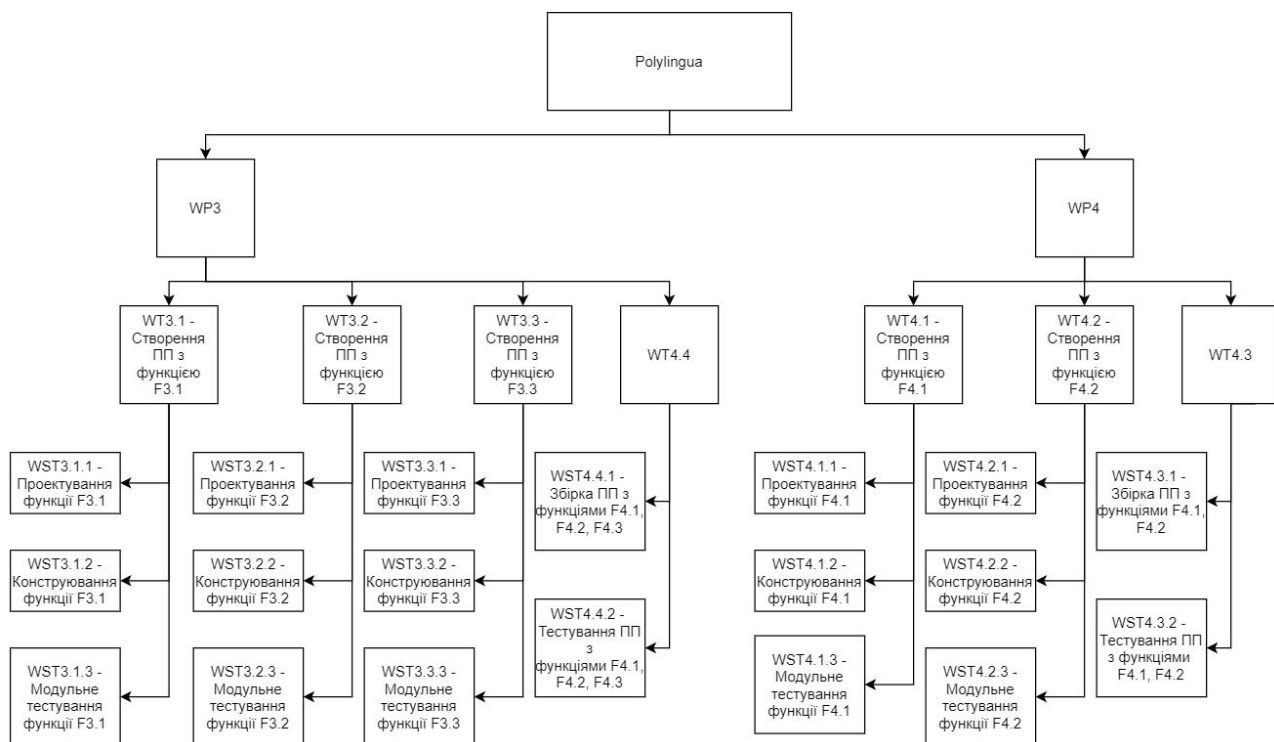 Polylingua
WP3
WP4
WT3.1 -
Створення
ПП з
функцією
F3.1
WT3.2 -
Створення
ПП з
функцією
F3.2
WT3.3 -
Створення
ПП з
функцією
F3.3
WT4.4
WT4.1 -
Створення
ПП з
функцією
F4.1
WT4.2 -
Створення
ПП з
функцією
F4.2
WT4.3
WST3.1.1 -
Проектування
функції F3.1
WST3.2.1 -
Проектування
функції F3.2
WST3.3.1 -
Проектування
функції F3.3
WST4.4.1 -
Збірка ПП з
функціями F4.1,
F4.2, F4.3
WST4.1.1 -
Проектування
функції F4.1
WST4.2.1 -
Проектування
функції F4.2
WST4.3.1 -
Збірка ПП з
функціями F4.1,
F4.2
WST3.1.2 -
Конструювання
функції F3.1
WST3.2.2 -
Конструювання
функції F3.2
WST3.3.2 -
Конструювання
функції F3.3
WST4.1.2 -
Конструювання
функції F4.1
WST4.2.2 -
Конструювання
функції F4.2
WST4.4.2 -
Тестування ПП
з
функціями F4.1,
F4.2, F4.3
WST4.3.2 -
Тестування ПП
з функціями
F4.1, F4.2
WST3.1.3 -
Модульне
тестування
функції F3.1
WST3.2.3 -
Модульне
тестування
функції F3.2
WST3.3.3 -
Модульне
тестування
функції F3.3
WST4.1.3 -
Модульне
тестування
функції F4.1
WST4.2.3 -
Модульне
тестування
функції F4.2